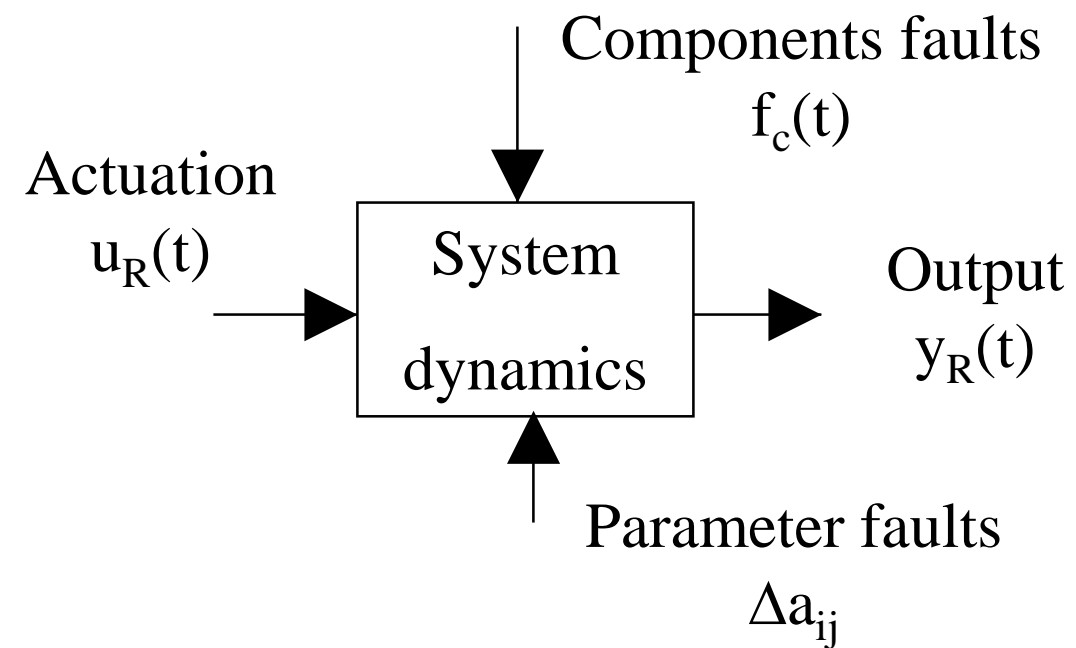 Components faults
f_c(t)
Actuation
u_R(t)
System
dynamics
Output
y_R(t)
Parameter faults
Δa_ij